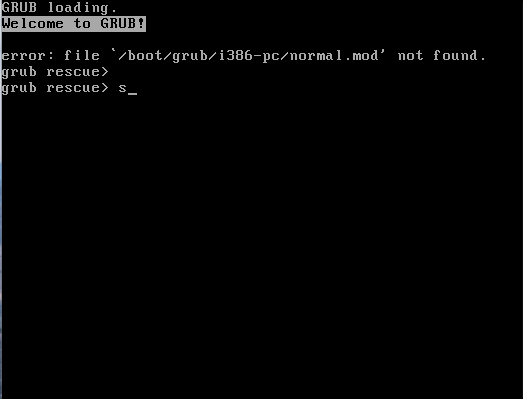 GRUB loading.
Welcome to GRUB!
error: file `/boot/grub/i386-pc/normal.mod' not found.
grub rescue>
grub rescue> s_